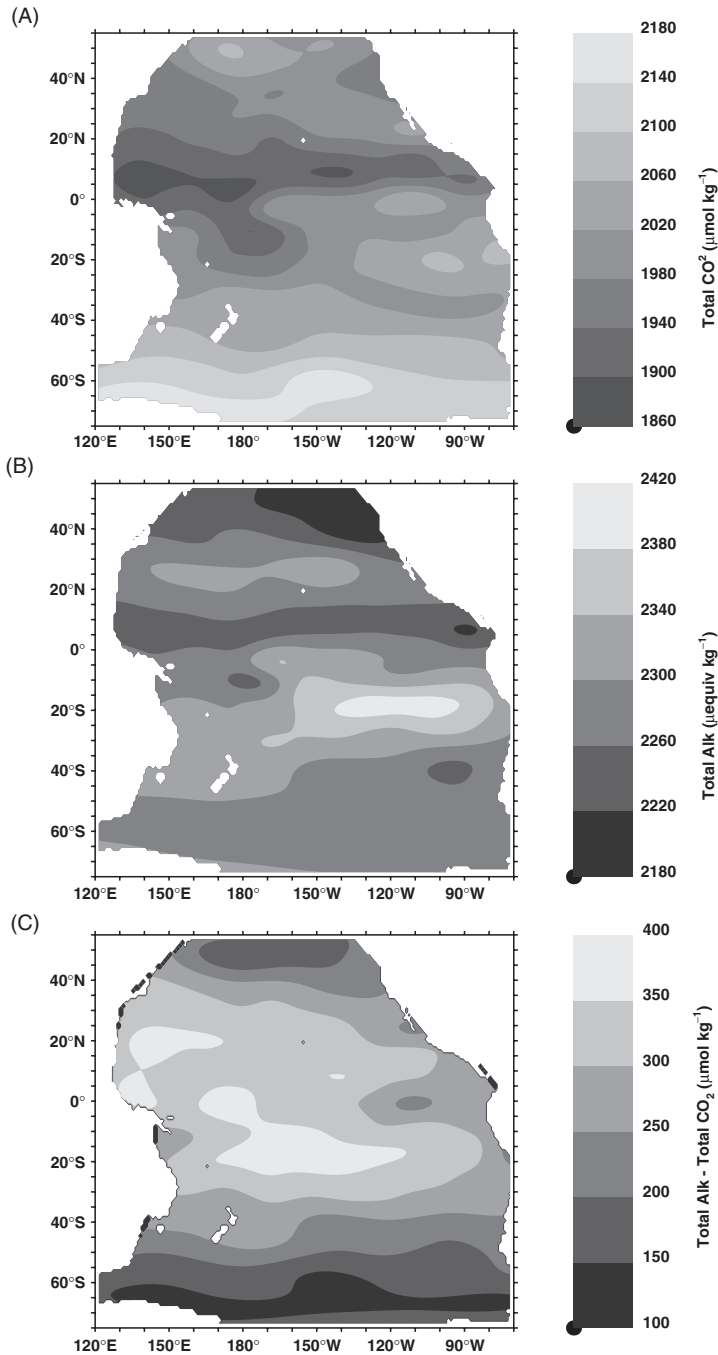 (A)
40°N
20°N
0°
20°S
40°S
60°S
120°E 150°E 180° 150°W 120°W 90°W
2180
2140
2100
2060
2020
1980
1940
1900
1860
Total CO² (μmol kg⁻¹)
(B)
40°N
20°N
0°
20°S
40°S
60°S
120°E 150°E 180° 150°W 120°W 90°W
2420
2380
2340
2300
2260
2220
2180
Total Alk (μequiv kg⁻¹)
(C)
40°N
20°N
0°
20°S
40°S
60°S
120°E 150°E 180° 150°W 120°W 90°W
400
350
300
250
200
150
100
Total Alk - Total CO₂ (μmol kg⁻¹)